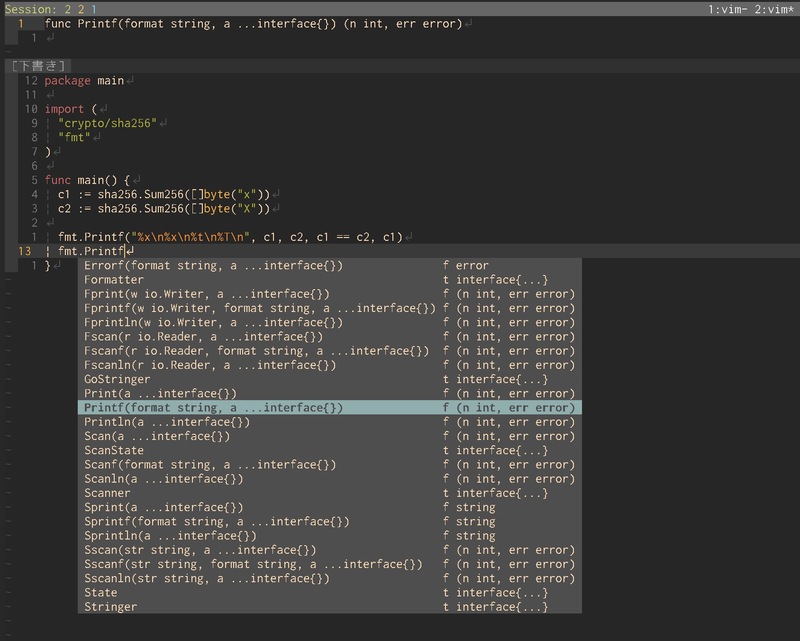 Session: 2 2 1 1:vim- 2:vim*
1 func Printf(format string, a ...interface{}) (n int, err error)↲
1 ↲
~
[下書き]
12 package main↲
11 ↲
10 import (↲
9 ¦ "crypto/sha256"↲
8 ¦ "fmt"↲
7 )↲
6 ↲
5 func main() {↲
4 ¦ c1 := sha256.Sum256([]byte("x"))↲
3 ¦ c2 := sha256.Sum256([]byte("X"))↲
2 ↲
1 ¦ fmt.Printf("%x\n%x\n%t\n%T\n", c1, c2, c1 == c2, c1)↲
13 ¦ fmt.Printf↲
1 }↲
~ Errorf(format string, a ...interface{}) f error
~ Formatter t interface{...}
~ Fprint(w io.Writer, a ...interface{}) f (n int, err error)
~ Fprintf(w io.Writer, format string, a ...interface{}) f (n int, err error)
~ Fprintln(w io.Writer, a ...interface{}) f (n int, err error)
~ Fscan(r io.Reader, a ...interface{}) f (n int, err error)
~ Fscanf(r io.Reader, format string, a ...interface{}) f (n int, err error)
~ Fscanln(r io.Reader, a ...interface{}) f (n int, err error)
~ GoStringer t interface{...}
~ Print(a ...interface{}) f (n int, err error)
~ Printf(format string, a ...interface{}) f (n int, err error)
~ Println(a ...interface{}) f (n int, err error)
~ Scan(a ...interface{}) f (n int, err error)
~ ScanState t interface{...}
~ Scanf(format string, a ...interface{}) f (n int, err error)
~ Scanln(a ...interface{}) f (n int, err error)
~ Scanner t interface{...}
~ Sprint(a ...interface{}) f string
~ Sprintf(format string, a ...interface{}) f string
~ Sprintln(a ...interface{}) f string
~ Sscan(str string, a ...interface{}) f (n int, err error)
~ Sscanf(str string, format string, a ...interface{}) f (n int, err error)
~ Sscanln(str string, a ...interface{}) f (n int, err error)
~ State t interface{...}
~ Stringer t interface{...}
~